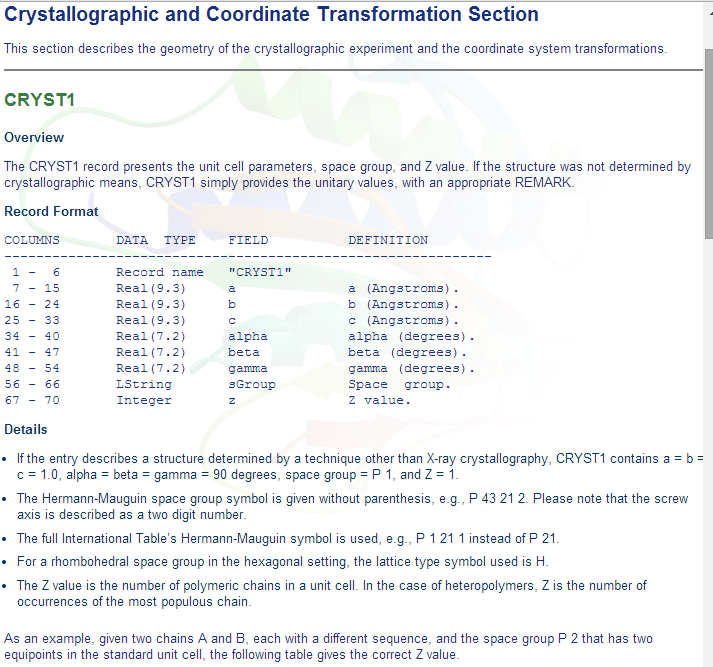 Crystallographic and Coordinate Transformation Section
This section describes the geometry of the crystallographic experiment and the coordinate system transformations.
CRYST1
Overview
The CRYST1 record presents the unit cell parameters, space group, and Z value. If the structure was not determined by
crystallographic means, CRYST1 simply provides the unitary values, with an appropriate REMARK.
Record Format
COLUMNS DATA TYPE FIELD DEFINITION
-------------------------------------------------------------
1 - 6 Record name "CRYST1"
7 - 15 Real(9.3) a a (Angstroms).
16 - 24 Real(9.3) b b (Angstroms).
25 - 33 Real(9.3) c c (Angstroms).
34 - 40 Real(7.2) alpha alpha (degrees).
41 - 47 Real(7.2) beta beta (degrees).
48 - 54 Real(7.2) gamma gamma (degrees).
56 - 66 LString sGroup Space group.
67 - 70 Integer z Z value.
Details
• If the entry describes a structure determined by a technique other than X-ray crystallography, CRYST1 contains a = b =
c = 1.0, alpha = beta = gamma = 90 degrees, space group = P 1, and Z = 1.
• The Hermann-Mauguin space group symbol is given without parenthesis, e.g., P 43 21 2. Please note that the screw
axis is described as a two digit number.
• The full International Table's Hermann-Mauguin symbol is used, e.g., P 1 21 1 instead of P 21.
• For a rhombohedral space group in the hexagonal setting, the lattice type symbol used is H.
• The Z value is the number of polymeric chains in a unit cell. In the case of heteropolymers, Z is the number of
occurrences of the most populous chain.
As an example, given two chains A and B, each with a different sequence, and the space group P 2 that has two
equipoints in the standard unit cell, the following table gives the correct Z value.